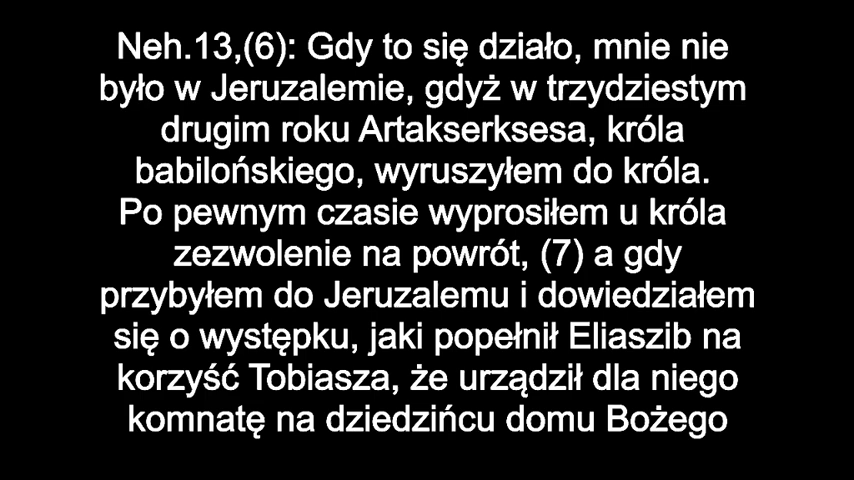 Neh.13,(6): Gdy to się działo, mnie nie
było w Jeruzalemie, gdyż w trzydziestym
drugim roku Artakserksesa, króla
babilońskiego, wyruszyłem do króla.
Po pewnym czasie wyprosiłem u króla
zezwolenie na powrót, (7) a gdy
przybyłem do Jeruzalemu i dowiedziałem
się o występku, jaki popełnił Eliaszib na
korzyść Tobiasza, że urządził dla niego
komnatę na dziedzińcu domu Bożego